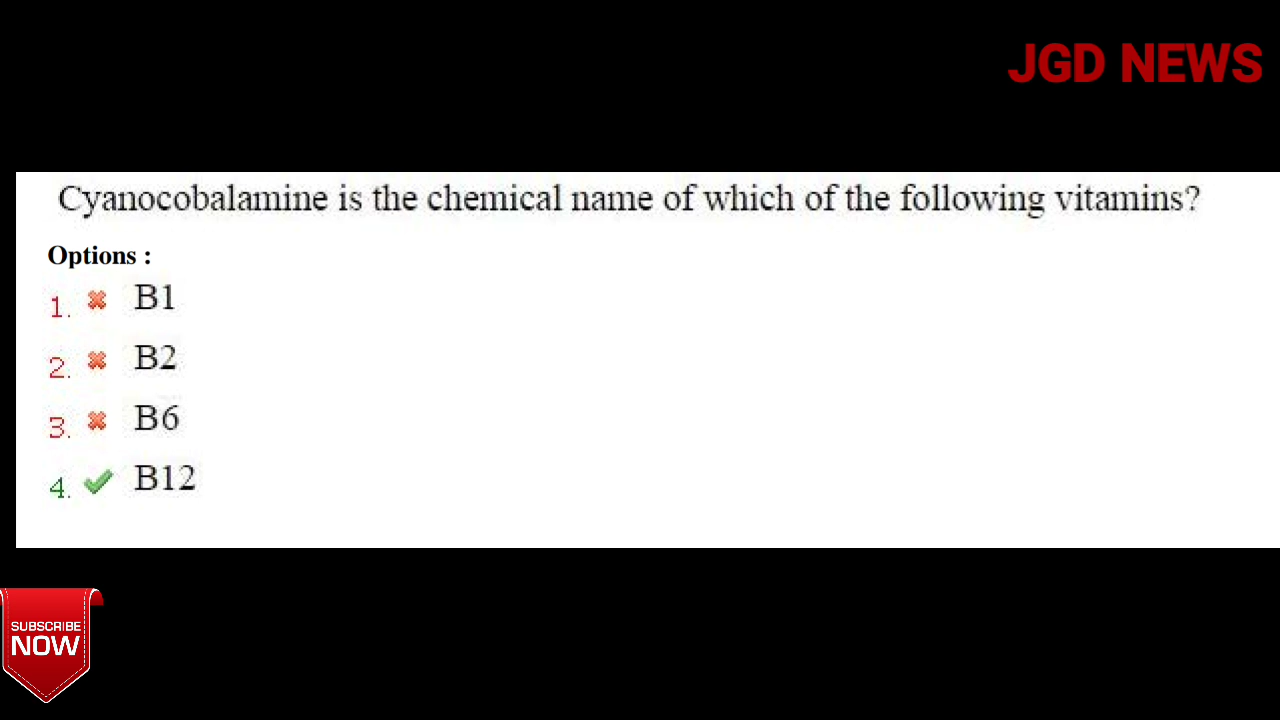 JGD NEWS
Cyanocobalamine is the chemical name of which of the following vitamins?
Options :
1. B1
2. B2
3. B6
4. B12
SUBSCRIBE
NOW